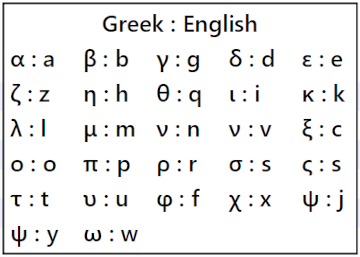 Greek : English
α : a β : b γ : g δ : d ε : e
ζ : z η : h θ : q ι : i κ : k
λ : l μ : m ν : n ν : v ξ : c
ο : o π : p ρ : r σ : s ς : s
τ : t υ : u φ : f χ : x ψ : j
ψ : y ω : w